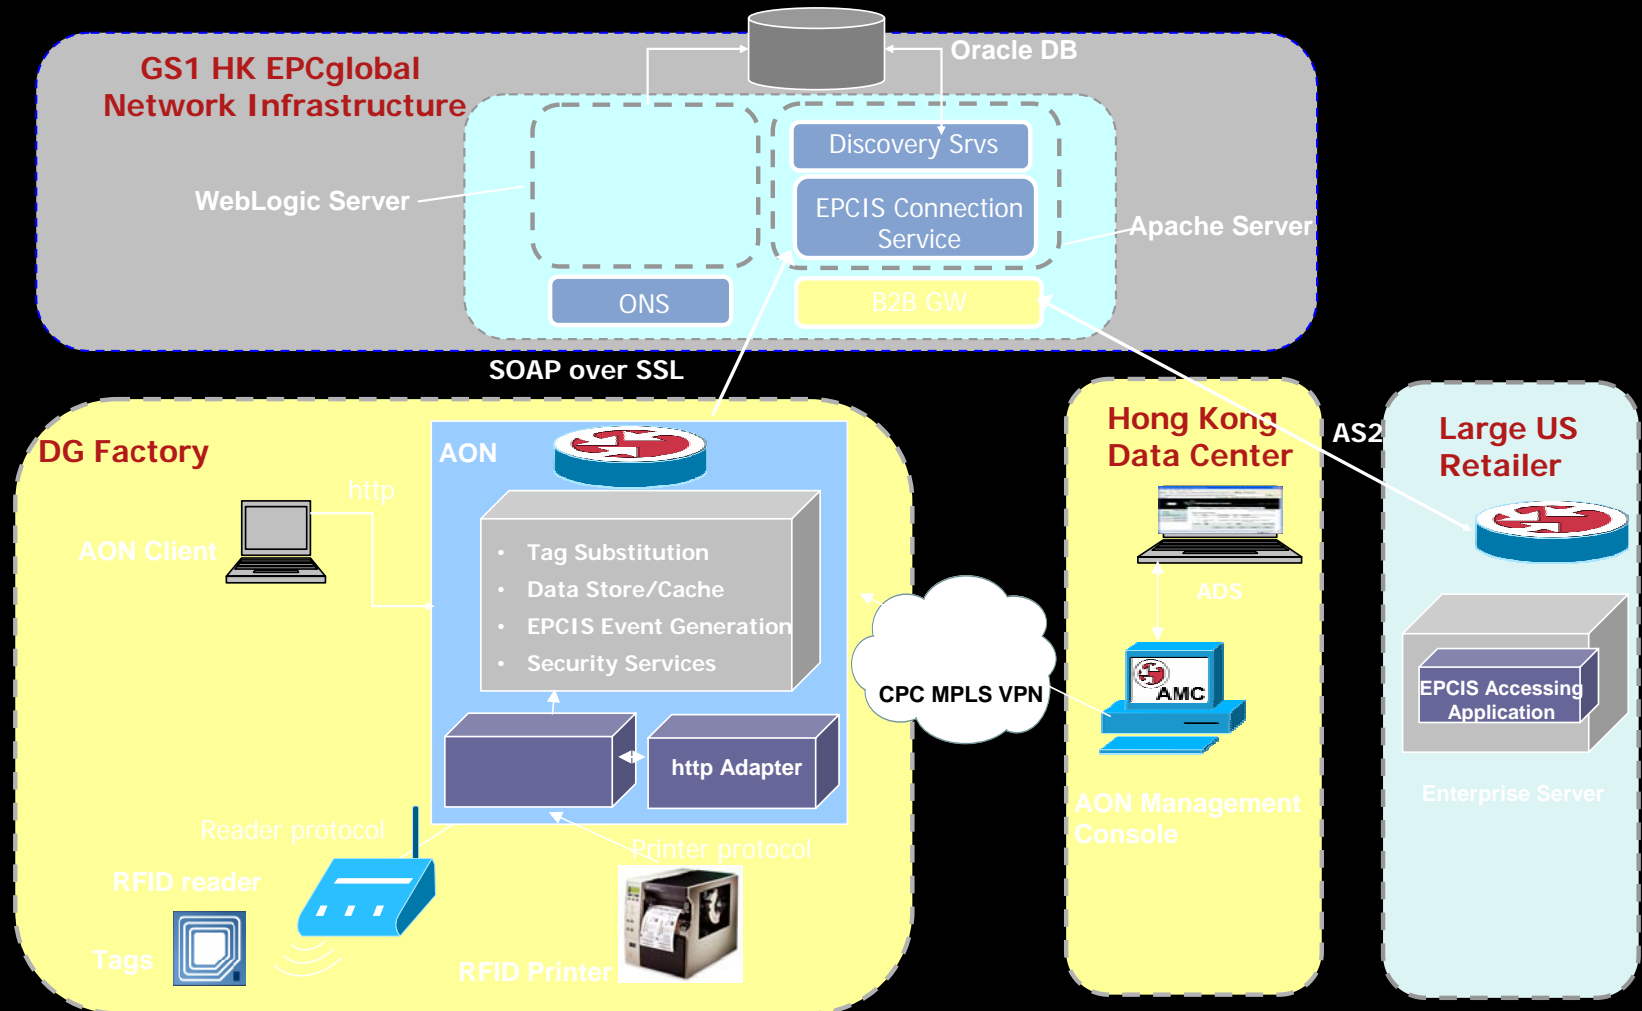 Oracle DB
GS1 HK EPCglobal
Network Infrastructure
Discovery Srvs
WebLogic Server
EPCIS Connection
Service
Apache Server
ONS
B2B GW
SOAP over SSL
DG Factory
AON
http
AON Client
• Tag Substitution
• Data Store/Cache
• EPCIS Event Generation
• Security Services
http Adapter
Reader protocol
Printer protocol
RFID reader
Tags
RFID Printer
CPC MPLS VPN
Hong Kong
Data Center
ADS
AMC
AON Management
Console
AS2
Large US
Retailer
EPCIS Accessing
Application
Enterprise Server